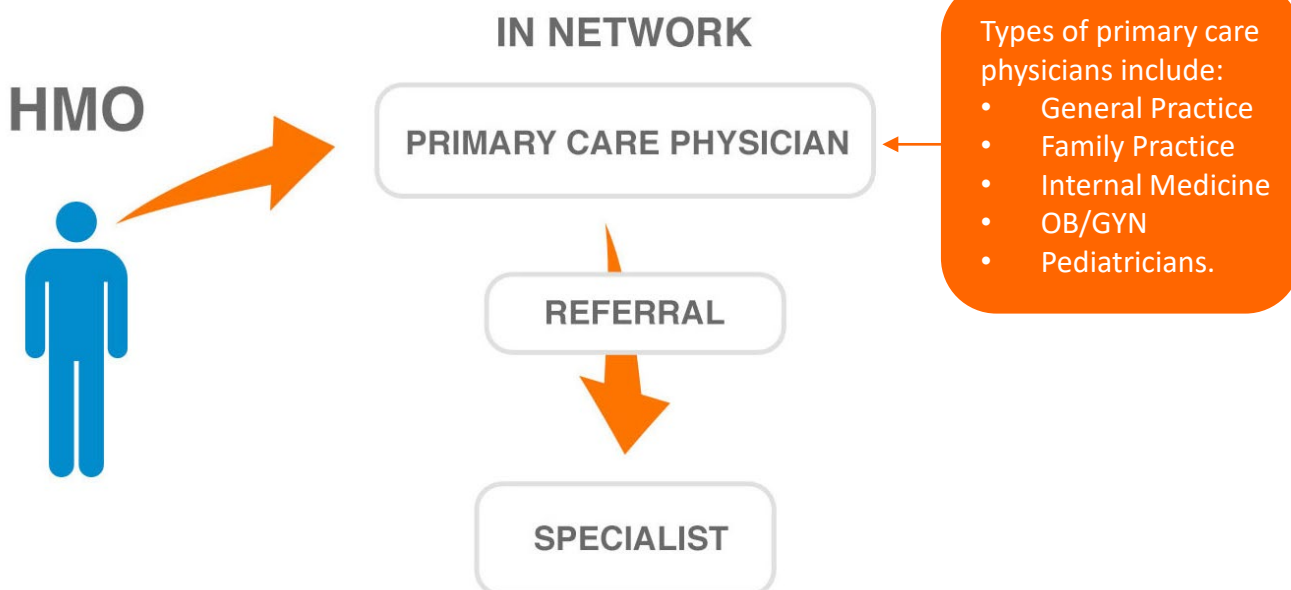 IN NETWORK
HMO
PRIMARY CARE PHYSICIAN
Types of primary care
physicians include:
• General Practice
• Family Practice
• Internal Medicine
• OB/GYN
• Pediatricians.
REFERRAL
SPECIALIST